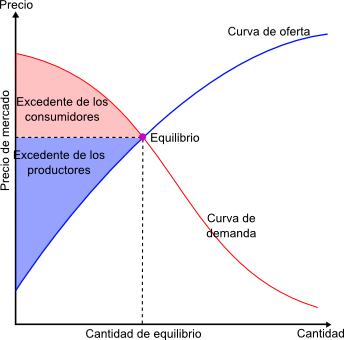 Precio
Curva de oferta
Excedente de los
consumidores
Equilibrio
Precio de mercado
Excedente de los
productores
Curva de
demanda
Cantidad de equilibrio
Cantidad